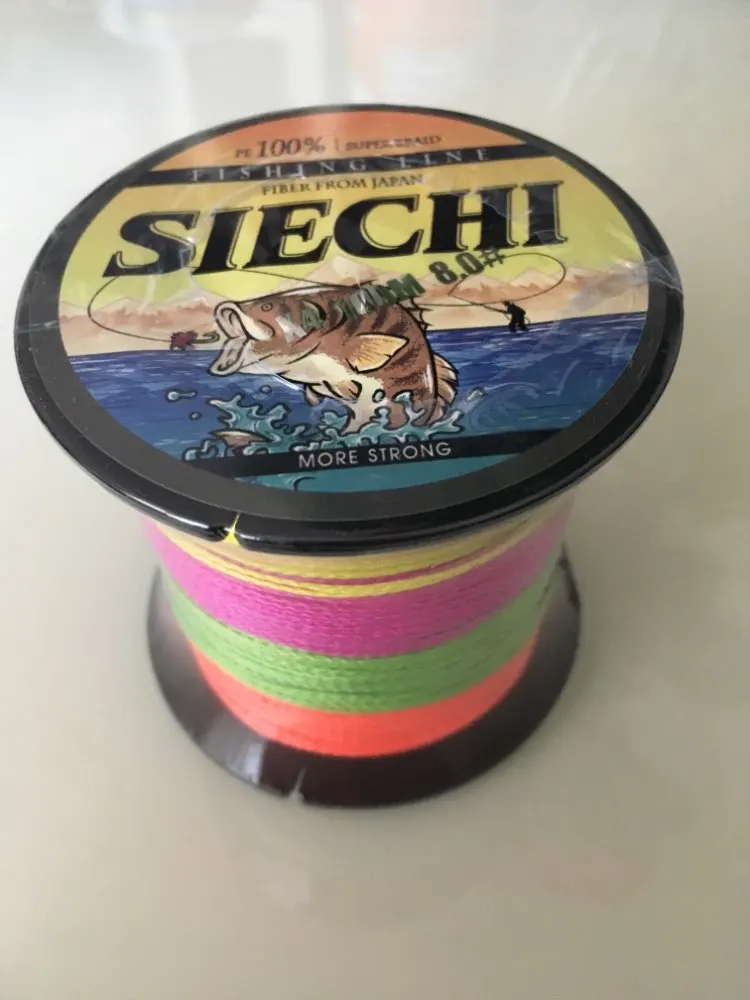 PE 100% | SUPER BRAID
FISHING LINE
FIBER FROM JAPAN
SIECHI
8.0#
MORE STRONG